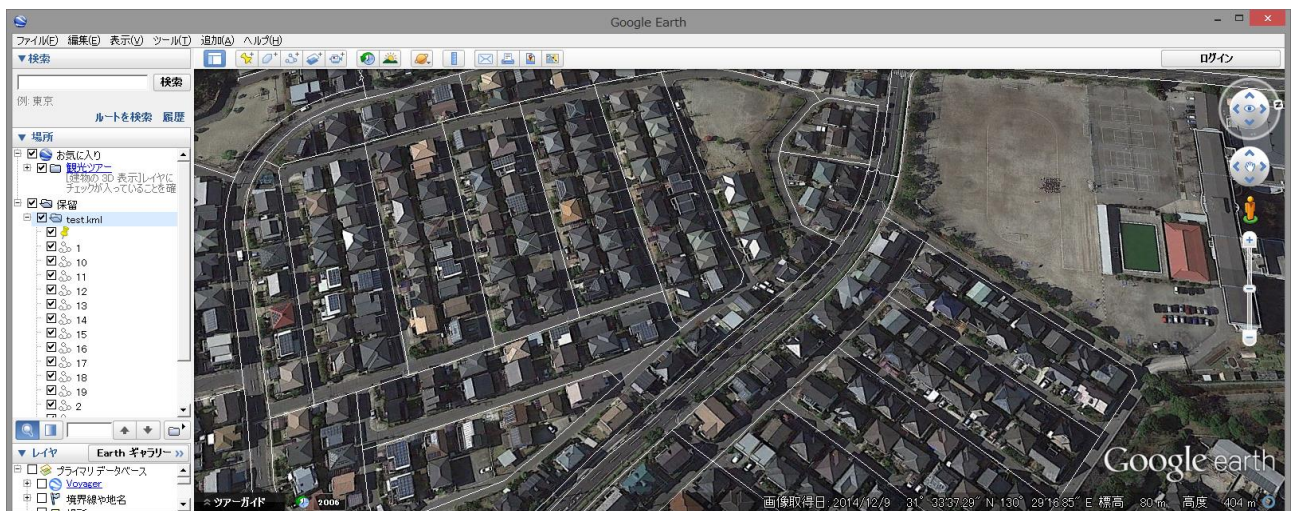 Google Earth
ファイル(F) 編集(E) 表示(V) ツール(T) 追加(A) ヘルプ(H)
▼検索
ログイン
検索
例: 東京
ルートを検索 履歴
▼ 場所
お気に入り
観光ツアー
[建物の 3D 表示]レイヤに
チェックが入っていることを確
保留
test.kml
1
10
11
12
13
14
15
16
17
18
19
2
▼ レイヤ Earth ギャラリー >>
プライマリ データベース
Voyager
境界線や地名
Google earth
ツアーガイド 2006 画像取得日: 2014/12/9 31° 33'37.29" N 130° 29'16.85" E 標高 80 m 高度 404 m